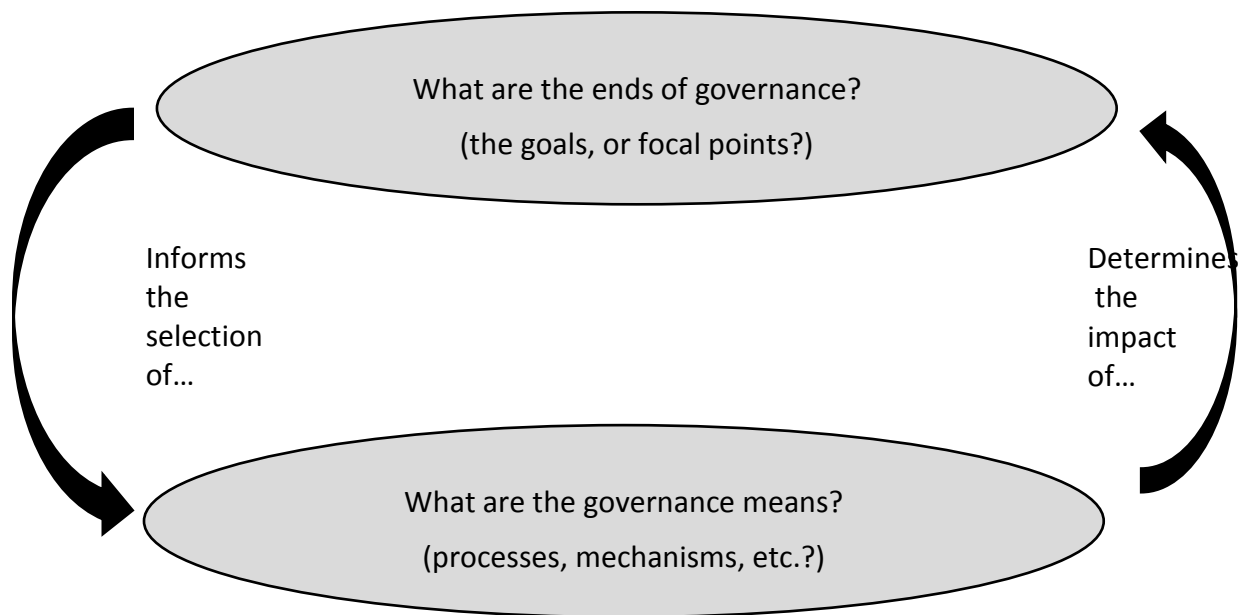 What are the ends of governance?
(the goals, or focal points?)
Informs
the
selection
of…
Determines
the
impact
of…
What are the governance means?
(processes, mechanisms, etc.?)